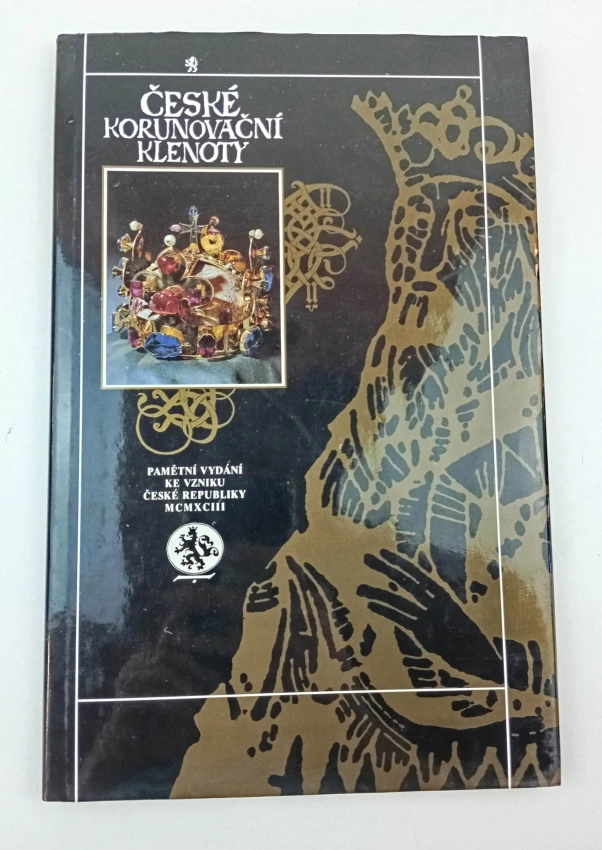 ČESKÉ
KORUNOVAČNÍ
KLENOTY
PAMĚTNÍ VYDÁNÍ
KE VZNIKU
ČESKÉ REPUBLIKY
MCMXCIII